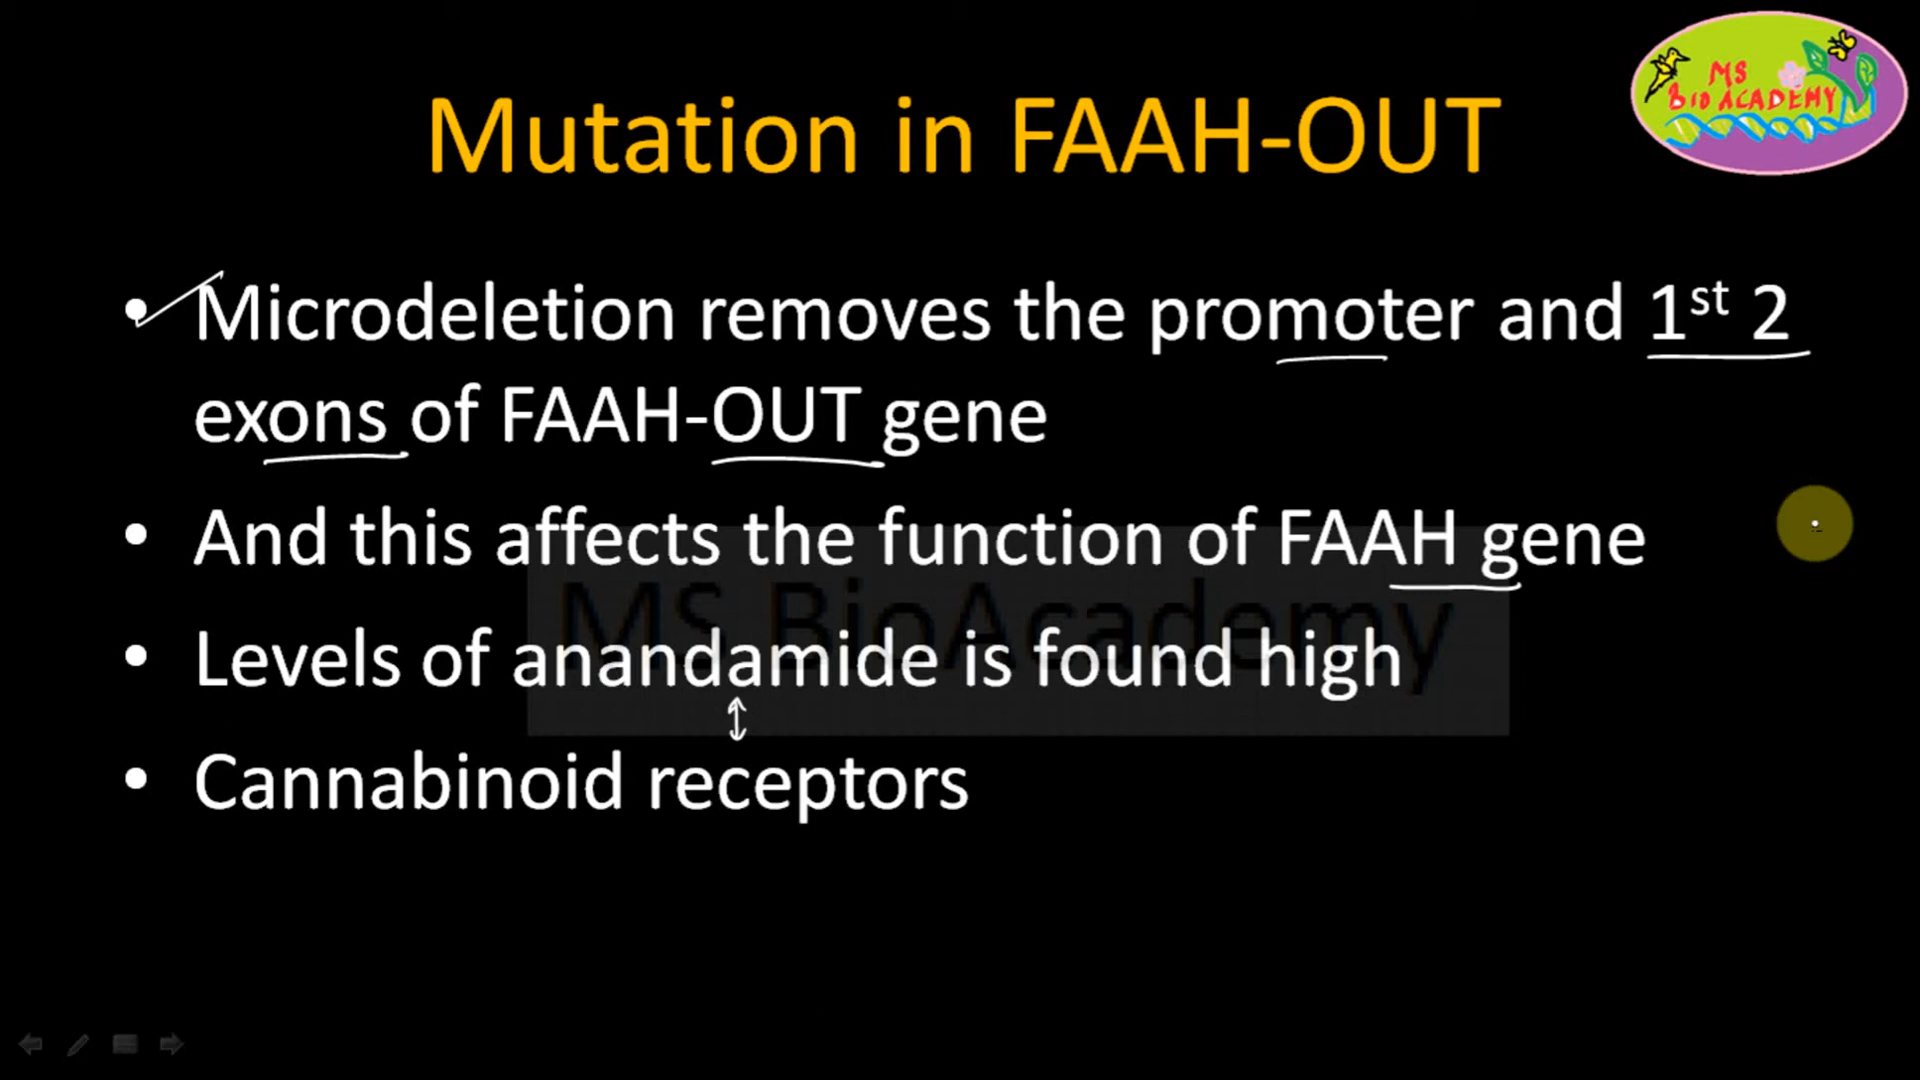 MS
BIO ACADEMY
Mutation in FAAH-OUT
• Microdeletion removes the promoter and 1st 2
exons of FAAH-OUT gene
• And this affects the function of FAAH gene
• Levels of anandamide is found high
• Cannabinoid receptors
MS BioAcademy